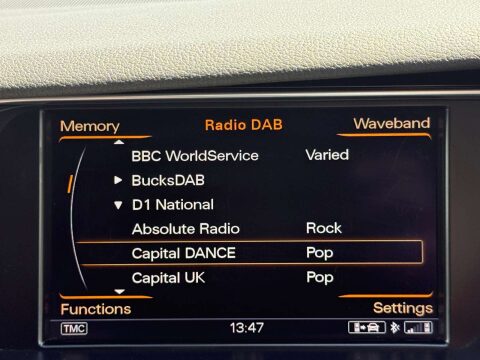 Memory Radio DAB Waveband
BBC WorldService Varied
BucksDAB
D1 National
Absolute Radio Rock
Capital DANCE Pop
Capital UK Pop
Functions Settings
TMC 13:47